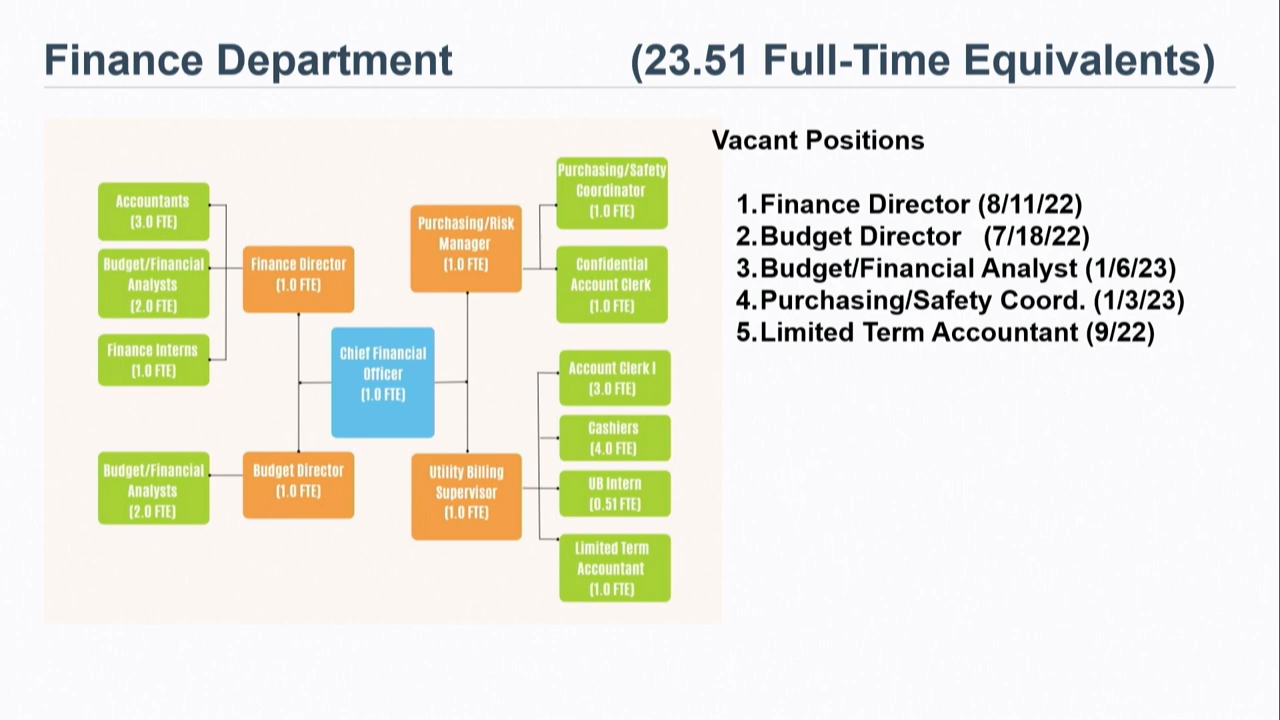 Finance Department (23.51 Full-Time Equivalents)
Accountants
(3.0 FTE)
Budget/Financial
Analysts
(2.0 FTE)
Finance Interns
(1.0 FTE)
Budget/Financial
Analysts
(2.0 FTE)
Finance Director
(1.0 FTE)
Budget Director
(1.0 FTE)
Chief Financial
Officer
(1.0 FTE)
Purchasing/Risk
Manager
(1.0 FTE)
Utility Billing
Supervisor
(1.0 FTE)
Purchasing/Safety
Coordinator
(1.0 FTE)
Confidential
Account Clerk
(1.0 FTE)
Account Clerk I
(3.0 FTE)
Cashiers
(4.0 FTE)
UB Intern
(0.51 FTE)
Limited Term
Accountant
(1.0 FTE)
Vacant Positions
1.Finance Director (8/11/22)
2.Budget Director (7/18/22)
3.Budget/Financial Analyst (1/6/23)
4.Purchasing/Safety Coord. (1/3/23)
5.Limited Term Accountant (9/22)